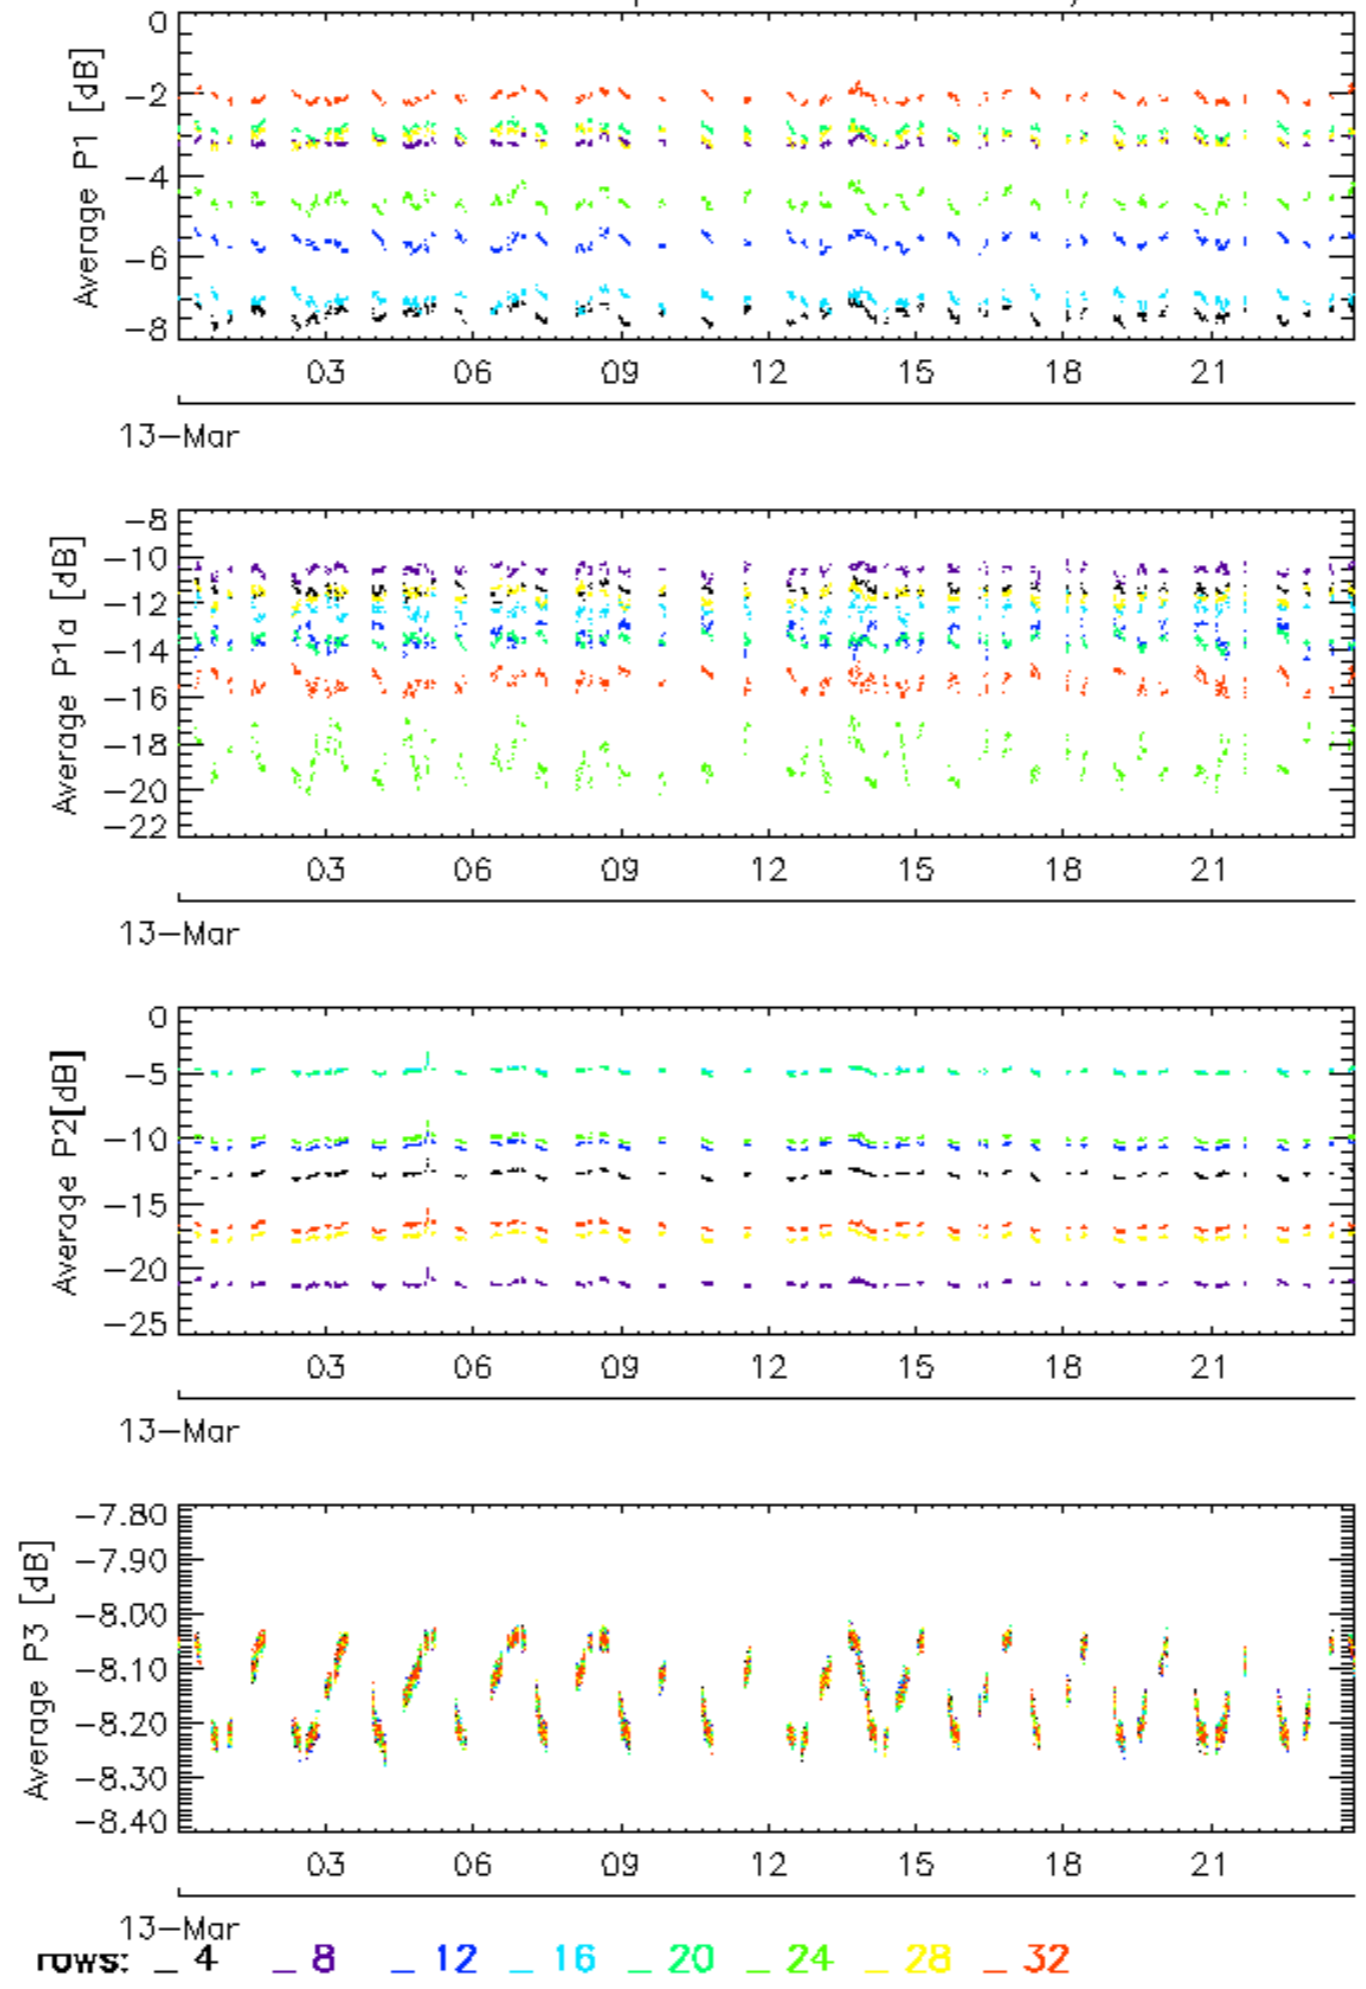 0
-2
-4
-6
-8
Average P1 [dB]
03 06 09 12 15 18 21
13-Mar
-8
-10
-12
-14
-16
-18
-20
-22
Average P1a [dB]
03 06 09 12 15 18 21
13-Mar
0
-5
-10
-15
-20
-25
Average P2[dB]
03 06 09 12 15 18 21
13-Mar
-7.80
-7.90
-8.00
-8.10
-8.20
-8.30
-8.40
Average P3 [dB]
03 06 09 12 15 18 21
13-Mar
rows: _ 4 _ 8 _ 12 _ 16 _ 20 _ 24 _ 28 _ 32